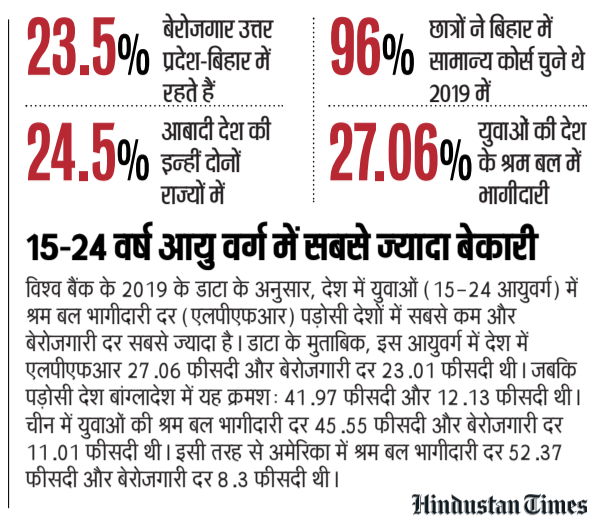 23.5% बेरोजगार उत्तर
प्रदेश-बिहार में
रहते हैं
96% छात्रों ने बिहार में
सामान्य कोर्स चुने थे
2019 में
24.5% आबादी देश की
इन्हीं दोनों
राज्यों में
27.06% युवाओं की देश
के श्रम बल में
भागीदारी
15-24 वर्ष आयु वर्ग में सबसे ज्यादा बेकारी
विश्व बैंक के 2019 के डाटा के अनुसार, देश में युवाओं (15-24 आयुवर्ग) में
श्रम बल भागीदारी दर (एलपीएफआर) पड़ोसी देशों में सबसे कम और
बेरोजगारी दर सबसे ज्यादा है। डाटा के मुताबिक, इस आयुवर्ग में देश में
एलपीएफआर 27.06 फीसदी और बेरोजगारी दर 23.01 फीसदी थी। जबकि
पड़ोसी देश बांग्लादेश में यह क्रमशः 41.97 फीसदी और 12.13 फीसदी थी।
चीन में युवाओं की श्रम बल भागीदारी दर 45.55 फीसदी और बेरोजगारी दर
11.01 फीसदी थी। इसी तरह से अमेरिका में श्रम बल भागीदारी दर 52.37
फीसदी और बेरोजगारी दर 8.3 फीसदी थी।
Hindustan Times